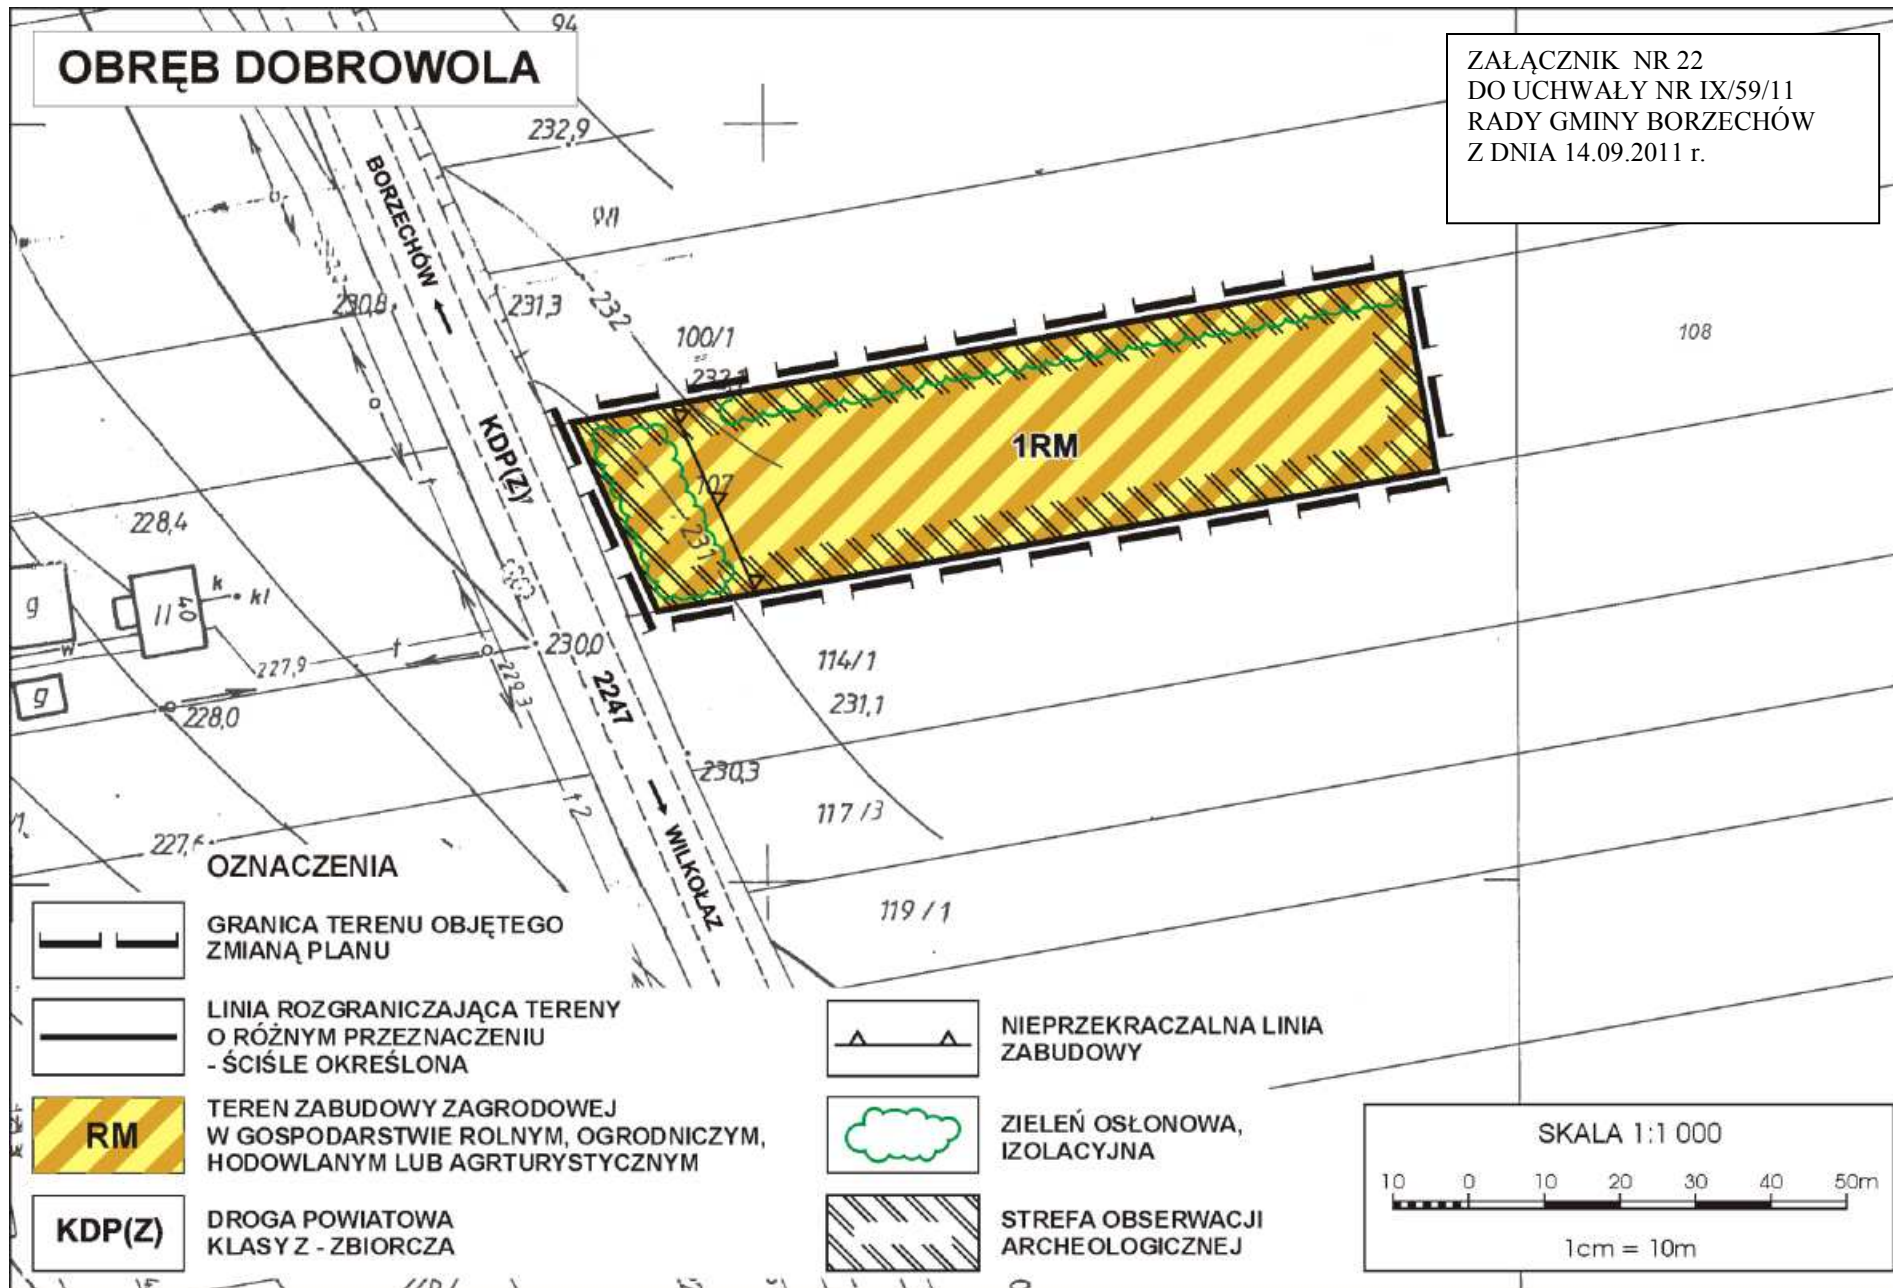 OBRĘB DOBROWOLA
ZAŁĄCZNIK NR 22
DO UCHWAŁY NR IX/59/11
RADY GMINY BORZECHÓW
Z DNIA 14.09.2011 r.
94
232,9
BORZECHÓW
230,8
231,3
232
100/1
232,1
108
KDP(Z)
1RM
107
231
228,4
g
11
40
k
kl
w
t
227,9
230,0
229,3
g
228,0
2247
114/1
231,1
230,3
t2
117/3
WILKOŁAZ
119/1
OZNACZENIA
GRANICA TERENU OBJĘTEGO
ZMIANĄ PLANU
LINIA ROZGRANICZAJĄCA TERENY
O RÓŻNYM PRZEZNACZENIU
- ŚCIŚLE OKREŚLONA
RM
TEREN ZABUDOWY ZAGRODOWEJ
W GOSPODARSTWIE ROLNYM, OGRODNICZYM,
HODOWLANYM LUB AGRTURYSTYCZNYM
KDP(Z)
DROGA POWIATOWA
KLASY Z - ZBIORCZA
NIEPRZEKRACZALNA LINIA
ZABUDOWY
ZIELEŃ OSŁONOWA,
IZOLACYJNA
STREFA OBSERWACJI
ARCHEOLOGICZNEJ
SKALA 1:1 000
10 0 10 20 30 40 50m
1cm = 10m